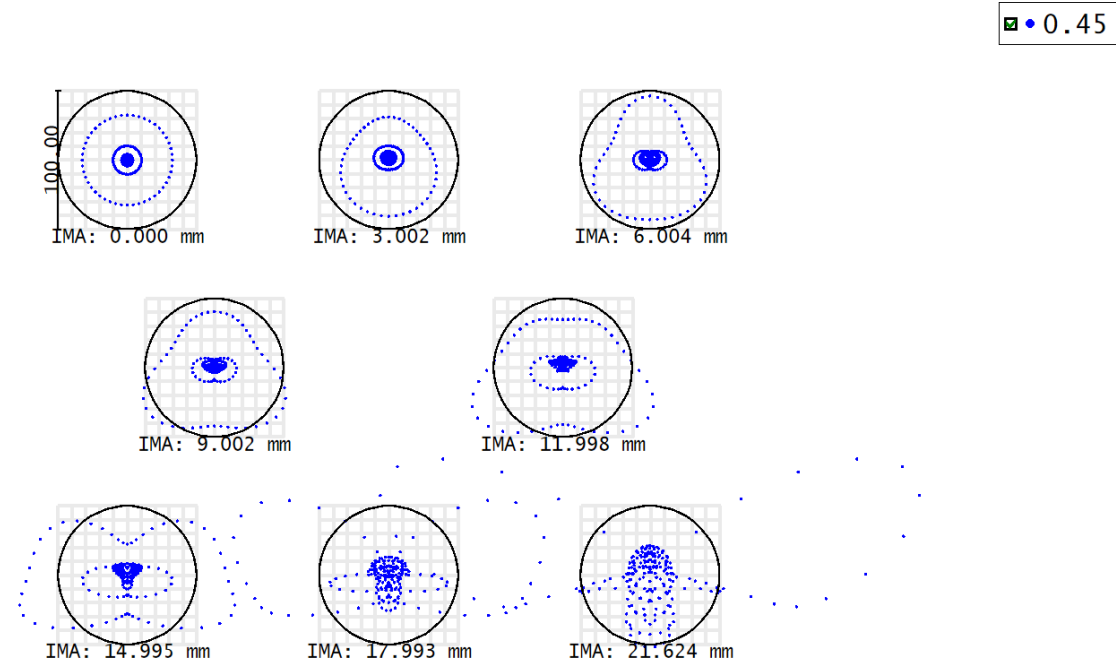 0.45
100.00
IMA: 0.000 mm
IMA: 3.002 mm
IMA: 6.004 mm
IMA: 9.002 mm
IMA: 11.998 mm
IMA: 14.995 mm
IMA: 17.993 mm
IMA: 21.624 mm